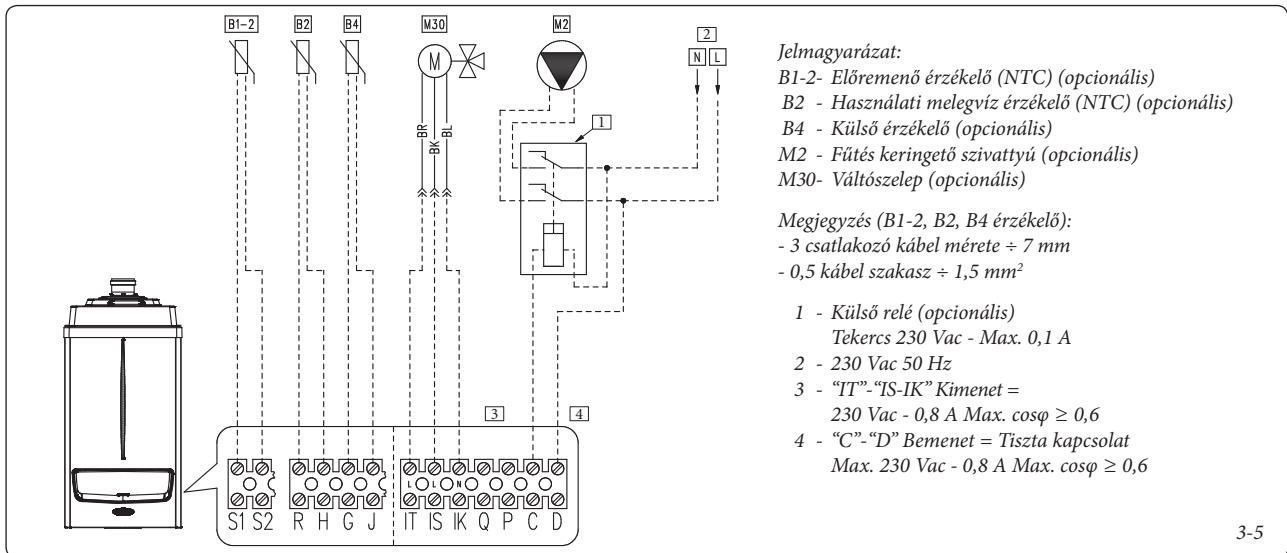 B1-2 B2 B4 M30 M2 2
N L
M
1
BR BK BL
3 4
L L N
S1 S2 R H G J IT IS IK Q P C D
Jelmagyarázat:
B1-2- Előremenő érzékelő (NTC) (opcionális)
B2 - Használati melegvíz érzékelő (NTC) (opcionális)
B4 - Külső érzékelő (opcionális)
M2 - Fűtés keringető szivattyú (opcionális)
M30- Váltószelep (opcionális)
Megjegyzés (B1-2, B2, B4 érzékelő):
- 3 csatlakozó kábel mérete ÷ 7 mm
- 0,5 kábel szakasz ÷ 1,5 mm²
1 - Külső relé (opcionális)
Tekercs 230 Vac - Max. 0,1 A
2 - 230 Vac 50 Hz
3 - “IT”-“IS-IK” Kimenet =
230 Vac - 0,8 A Max. cosφ ≥ 0,6
4 - “C”-“D” Bemenet = Tiszta kapcsolat
Max. 230 Vac - 0,8 A Max. cosφ ≥ 0,6
3-5